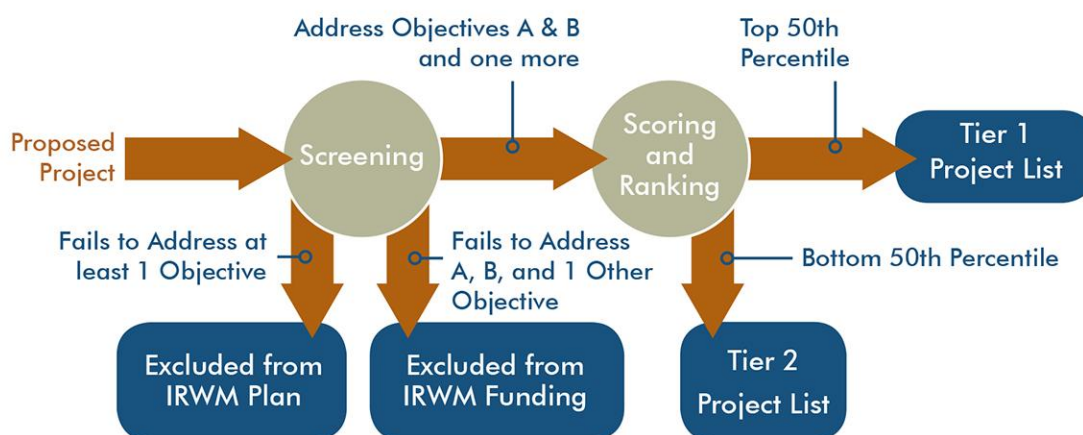 Address Objectives A & B
and one more
Top 50th
Percentile
Proposed
Project
Screening
Scoring
and
Ranking
Tier 1
Project List
Fails to Address at
least 1 Objective
Fails to Address
A, B, and 1 Other
Objective
Bottom 50th Percentile
Excluded from
IRWM Plan
Excluded from
IRWM Funding
Tier 2
Project List